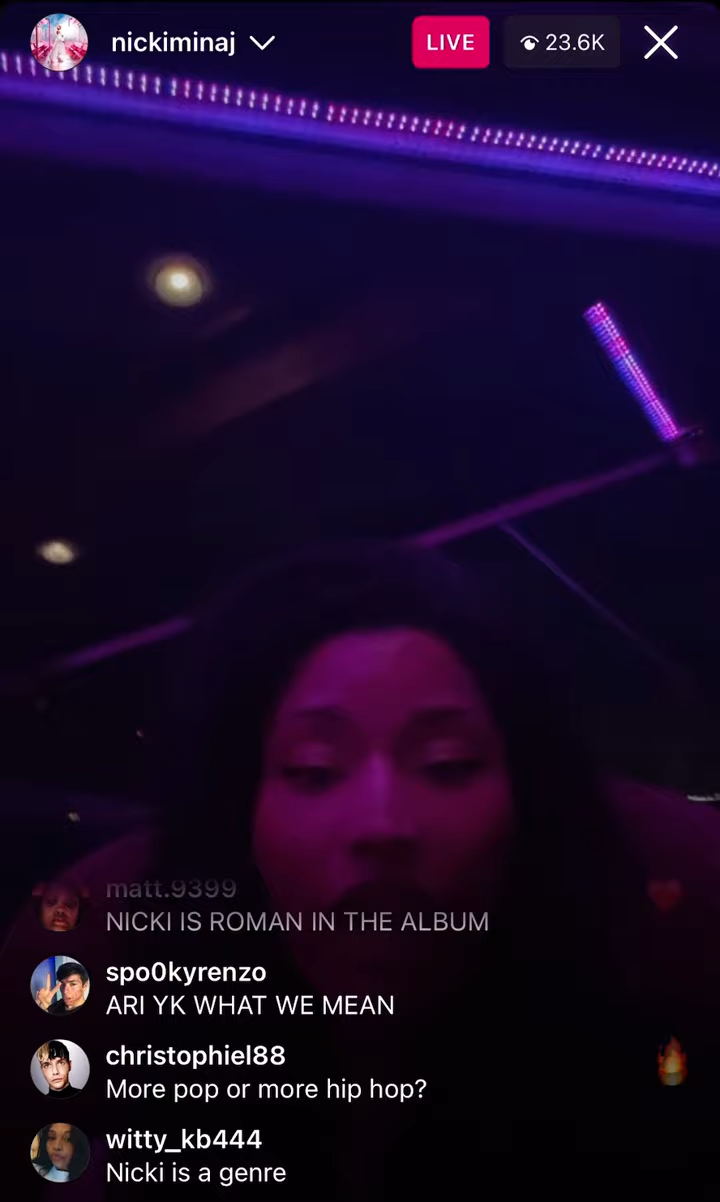 nickiminaj
LIVE
23.6K
matt.9399
NICKI IS ROMAN IN THE ALBUM
spo0kyrenzo
ARI YK WHAT WE MEAN
christophiel88
More pop or more hip hop?
witty_kb444
Nicki is a genre